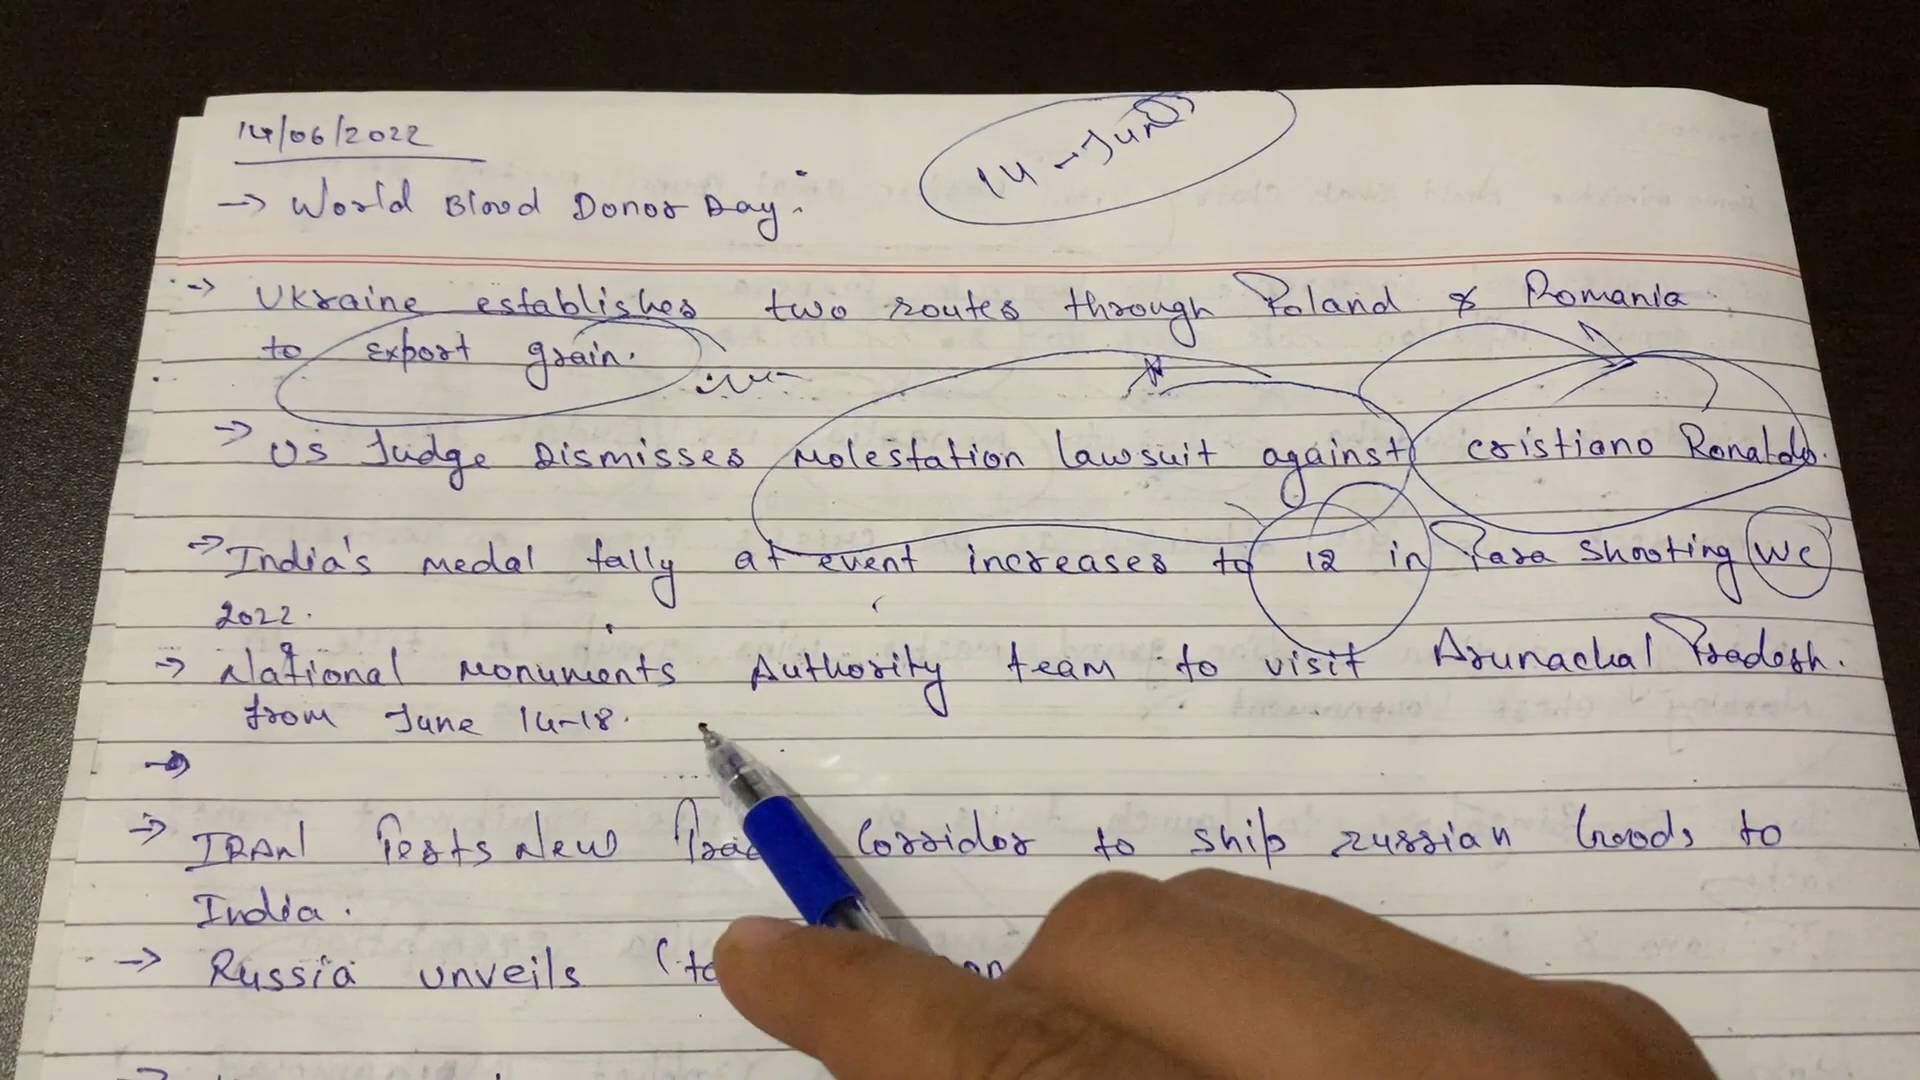 14/06/2022
14-June
→ World Blood Donor Day.
→ Ukraine establishes two routes through Poland & Romania
to export grain.
→ US Judge Dismisses Molestation lawsuit against cristiano Ronaldo.
→ India's medal tally at event increases to 12 in Para Shooting WC
2022.
→ National Monuments Authority team to visit Arunachal Pradesh.
from June 14-18.
→
→ IRAN Tests New Corridor to ship russian Goods to
India.
→ Russia unveils